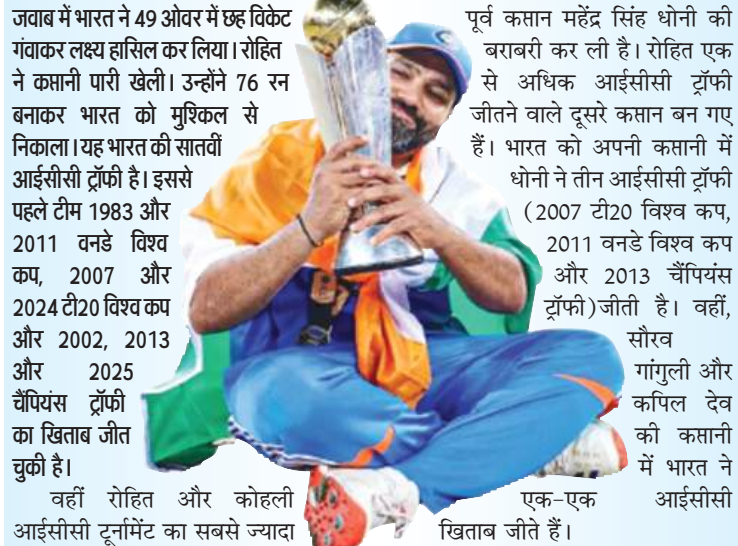 जवाब में भारत ने 49 ओवर में छह विकेट
गंवाकर लक्ष्य हासिल कर लिया। रोहित
ने कप्तानी पारी खेली। उन्होंने 76 रन
बनाकर भारत को मुश्किल से
निकाला। यह भारत की सातवीं
आईसीसी ट्रॉफी है। इससे
पहले टीम 1983 और
2011 वनडे विश्व
कप, 2007 और
2024 टी20 विश्व कप
और 2002, 2013
और 2025
चैंपियंस ट्रॉफी
का खिताब जीत
चुकी है।
वहीं रोहित और कोहली
आईसीसी टूर्नामेंट का सबसे ज्यादा
पूर्व कप्तान महेंद्र सिंह धोनी की
बराबरी कर ली है। रोहित एक
से अधिक आईसीसी ट्रॉफी
जीतने वाले दूसरे कप्तान बन गए
हैं। भारत को अपनी कप्तानी में
धोनी ने तीन आईसीसी ट्रॉफी
(2007 टी20 विश्व कप,
2011 वनडे विश्व कप
और 2013 चैंपियंस
ट्रॉफी)जीती है। वहीं,
सौरव
गांगुली और
कपिल देव
की कप्तानी
में भारत ने
एक-एक आईसीसी
खिताब जीते हैं।